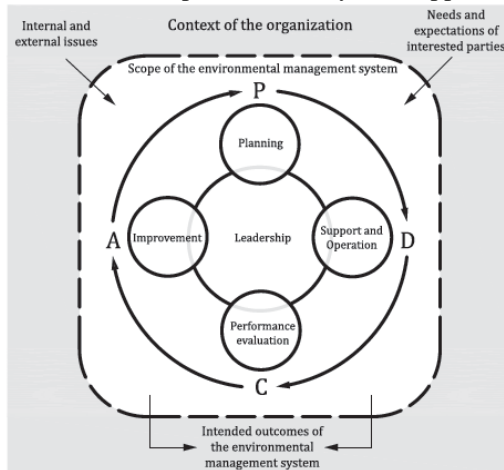 Context of the organization
Internal and
external issues
Needs and
expectations
of interested
parties
Scope of the environmental management system
P
Planning
A
Improvement
Leadership
Support and
Operation
D
Performance
evaluation
C
Intended outcomes
of the environmental
management system